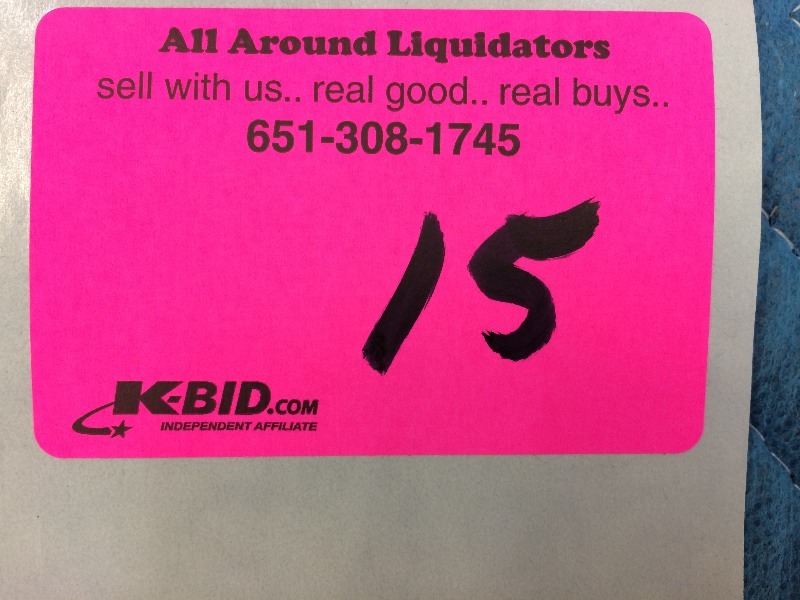 All Around Liquidators
sell with us.. real good.. real buys..
651-308-1745
15
K-BID.COM
INDEPENDENT AFFILIATE